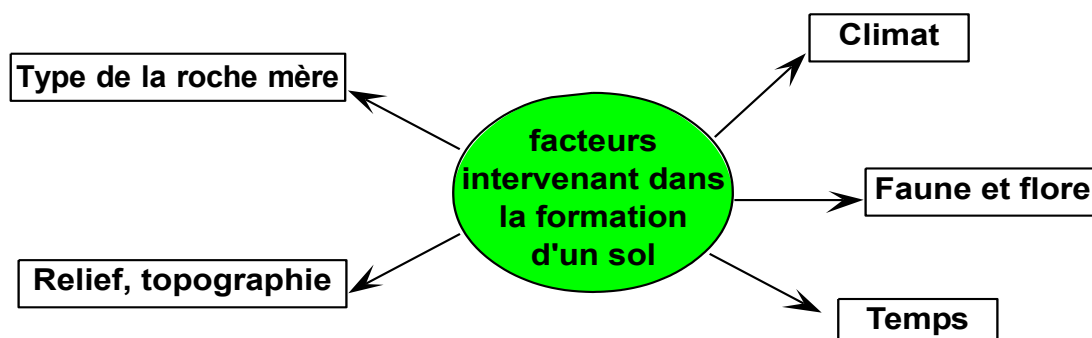 Climat
Type de la roche mère
facteurs
intervenant dans
la formation
d'un sol
Faune et flore
Relief, topographie
Temps